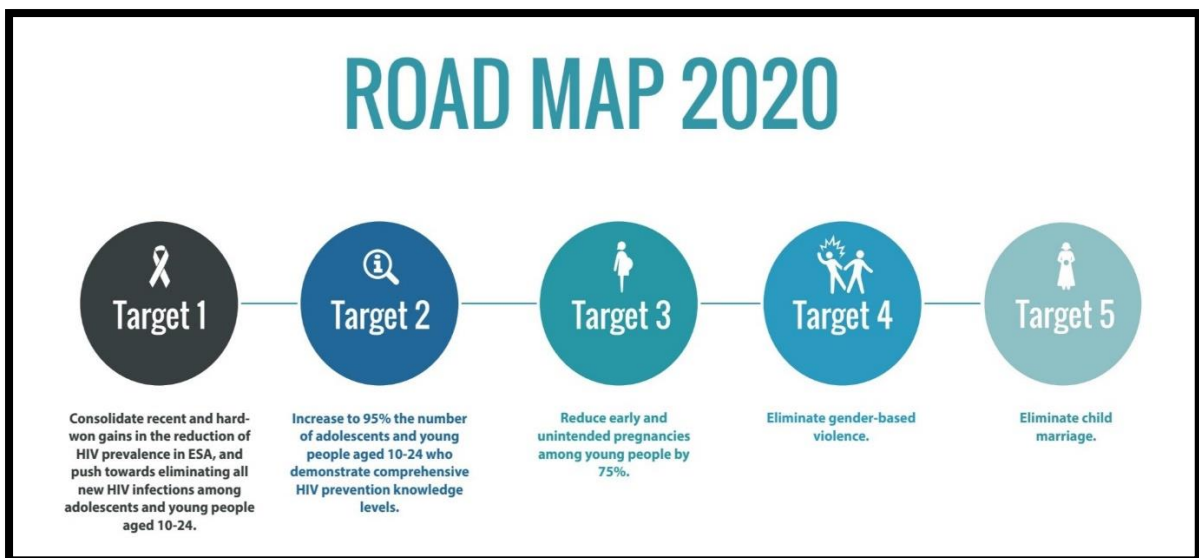 ROAD MAP 2020
Target 1
Consolidate recent and hard-
won gains in the reduction of
HIV prevalence in ESA, and
push towards eliminating all
new HIV infections among
adolescents and young people
aged 10-24.
Target 2
Increase to 95% the number
of adolescents and young
people aged 10-24 who
demonstrate comprehensive
HIV prevention knowledge
levels.
Target 3
Reduce early and
unintended pregnancies
among young people by
75%.
Target 4
Eliminate gender-based
violence.
Target 5
Eliminate child
marriage.